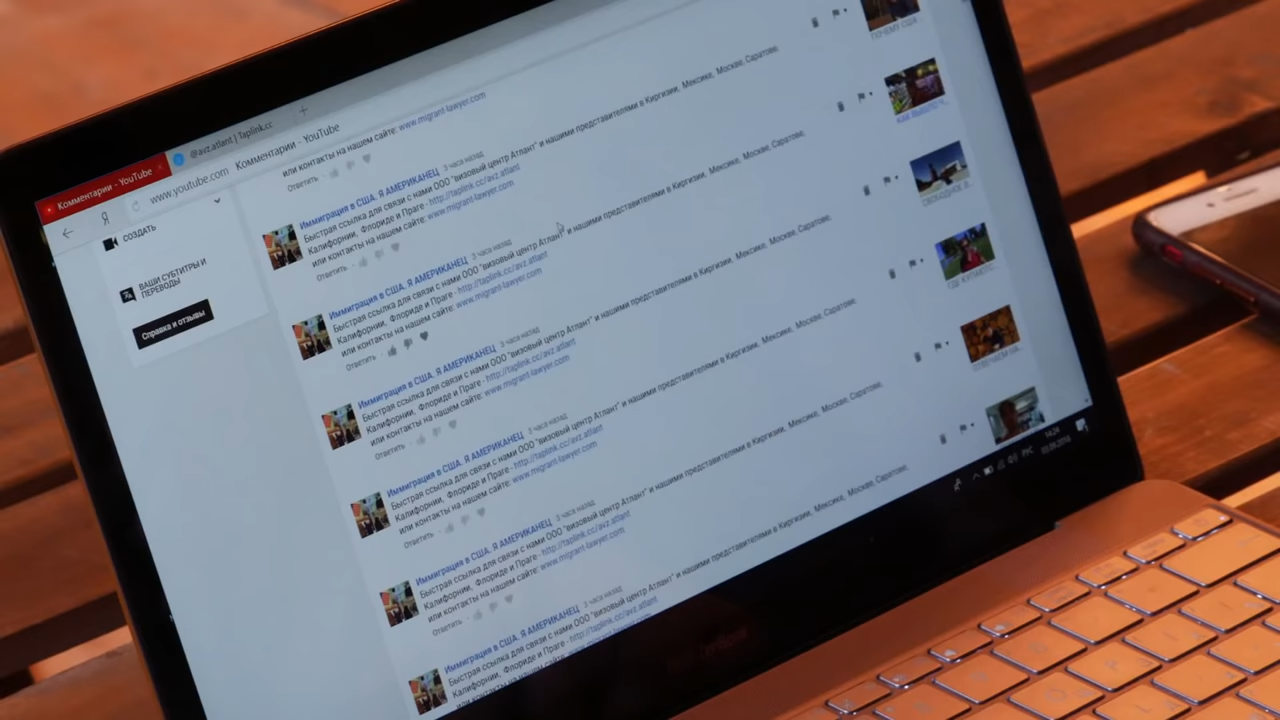 Комментарии - YouTube
@avz.atlant | Taplink.cc
Я
www.youtube.com
Комментарии - YouTube
СОЗДАТЬ
ВАШИ СУБТИТРЫ И
ПЕРЕВОДЫ
Справка и отзывы
или контакты на нашем сайте: www.migrant-lawyer.com
Ответить
Иммиграция в США. Я АМЕРИКАНЕЦ 3 часа назад
Быстрая ссылка для связи с нами ООО "визовый центр Атлант" и нашими представителями в Киргизии, Мексике, Москве, Саратове,
Калифорнии, Флориде и Праге - http://taplink.cc/avz.atlant
или контакты на нашем сайте: www.migrant-lawyer.com
Ответить
Иммиграция в США. Я АМЕРИКАНЕЦ 3 часа назад
Быстрая ссылка для связи с нами ООО "визовый центр Атлант" и нашими представителями в Киргизии, Мексике, Москве, Саратове,
Калифорнии, Флориде и Праге - http://taplink.cc/avz.atlant
или контакты на нашем сайте: www.migrant-lawyer.com
Ответить
Иммиграция в США. Я АМЕРИКАНЕЦ 3 часа назад
Быстрая ссылка для связи с нами ООО "визовый центр Атлант" и нашими представителями в Киргизии, Мексике, Москве, Саратове,
Калифорнии, Флориде и Праге - http://taplink.cc/avz.atlant
или контакты на нашем сайте: www.migrant-lawyer.com
Ответить
Иммиграция в США. Я АМЕРИКАНЕЦ 3 часа назад
Быстрая ссылка для связи с нами ООО "визовый центр Атлант" и нашими представителями в Киргизии, Мексике, Москве, Саратове,
Калифорнии, Флориде и Праге - http://taplink.cc/avz.atlant
или контакты на нашем сайте: www.migrant-lawyer.com
Ответить
Иммиграция в США. Я АМЕРИКАНЕЦ 3 часа назад
Быстрая ссылка для связи с нами ООО "визовый центр Атлант" и нашими представителями в Киргизии, Мексике, Москве, Саратове,
Калифорнии, Флориде и Праге - http://taplink.cc/avz.atlant
или контакты на нашем сайте: www.migrant-lawyer.com
Ответить
Иммиграция в США. Я АМЕРИКАНЕЦ 3 часа назад
Быстрая ссылка для связи с нами ООО "визовый центр Атлант" и нашими представителями в Киргизии, Мексике, Москве, Саратове,
Калифорнии, Флориде и Праге - http://taplink.cc/avz.atlant
ПОЧЕМУ США
РУС
14:24